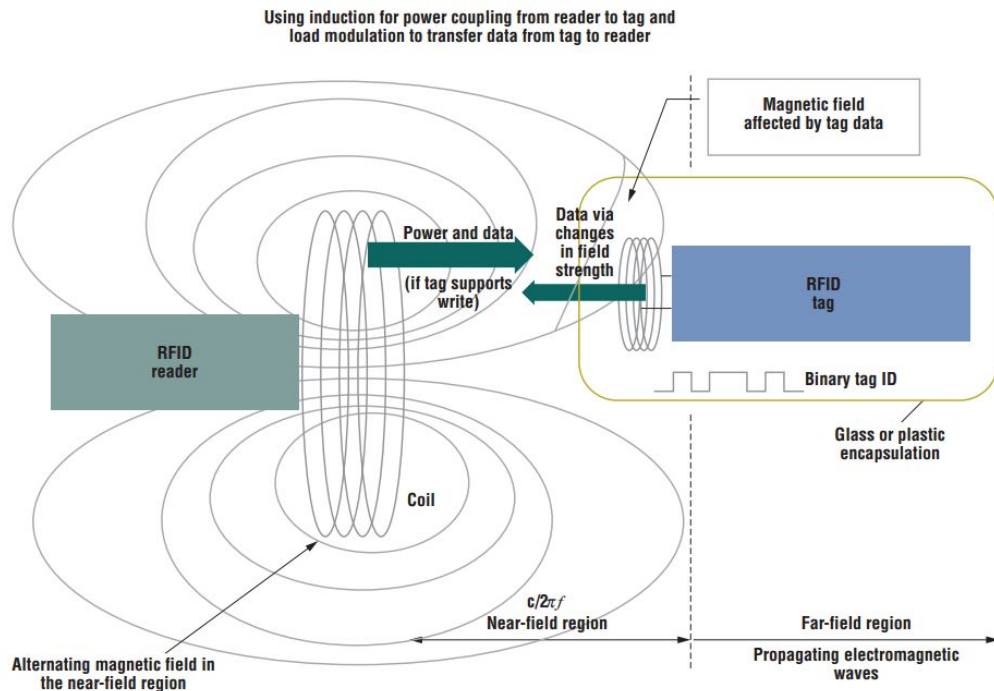 Using induction for power coupling from reader to tag and
load modulation to transfer data from tag to reader
Magnetic field
affected by tag data
Power and data
(if tag supports
write)
Data via
changes
in field
strength
RFID
tag
RFID
reader
Binary tag ID
Glass or plastic
encapsulation
Coil
c/2πf
Near-field region
Far-field region
Propagating electromagnetic
waves
Alternating magnetic field in
the near-field region